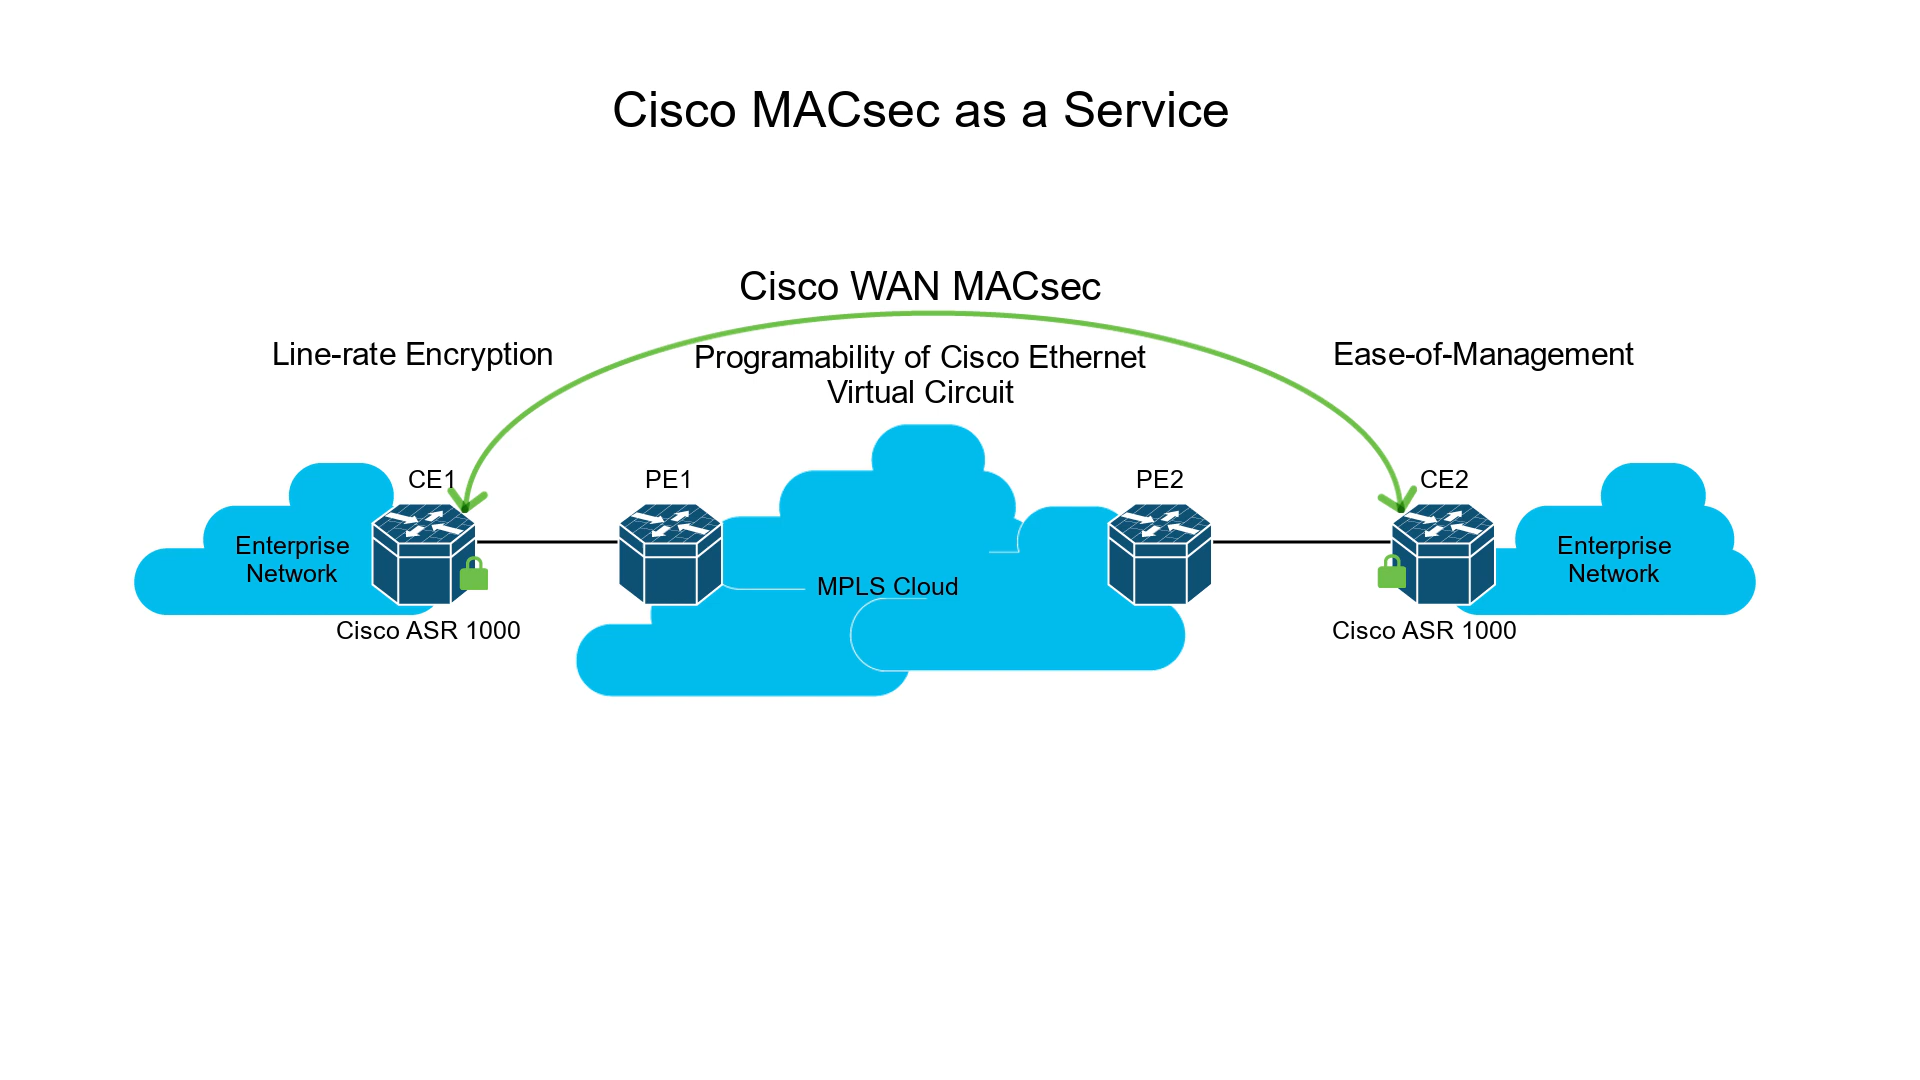 Cisco MACsec as a Service
Cisco WAN MACsec
Line-rate Encryption
Programability of Cisco Ethernet
Virtual Circuit
Ease-of-Management
CE1
PE1
PE2
CE2
Enterprise
Network
MPLS Cloud
Enterprise
Network
Cisco ASR 1000
Cisco ASR 1000